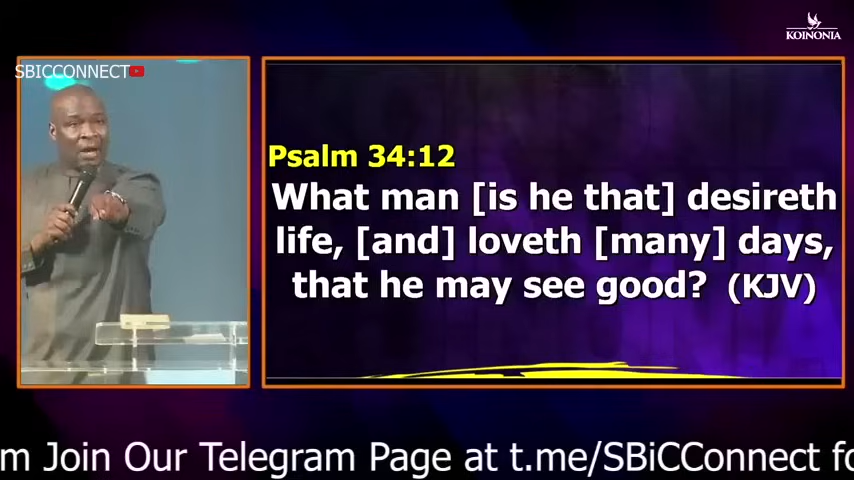 KOINONIA
SBICCONNECT
Psalm 34:12
What man [is he that] desireth
life, [and] loveth [many] days,
that he may see good? (KJV)
m Join Our Telegram Page at t.me/SBiCConnect fo